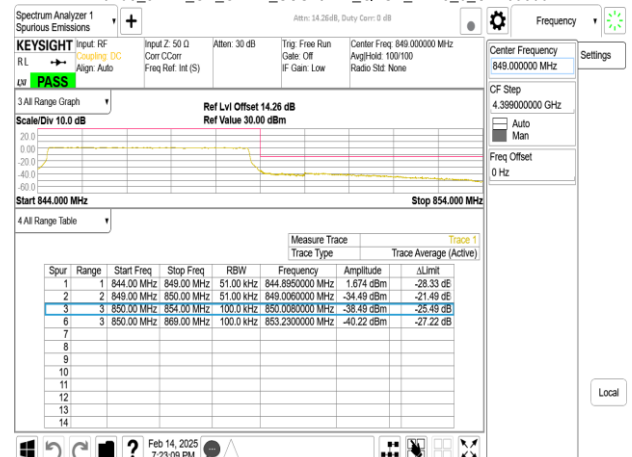 Spectrum Analyzer 1
Spurious Emissions
Attn: 14.26dB, Duty Corr: 0 dB
Frequency
KEYSIGHT Input: RF Input Z: 50 Ω Atten: 30 dB Trig: Free Run Center Freq: 849.000000 MHz
RL Coupling: DC Corr CCorr Gate: Off Avg|Hold: 100/100
Align: Auto Freq Ref: Int (S) IF Gain: Low Radio Std: None
PASS
Center Frequency
849.000000 MHz
Settings
CF Step
4.399000000 GHz
Auto
Man
Freq Offset
0 Hz
3 All Range Graph
Ref Lvl Offset 14.26 dB
Scale/Div 10.0 dB Ref Value 30.00 dBm
20.0
0.00
-20.0
-40.0
-60.0
Start 844.000 MHz Stop 854.000 MHz
4 All Range Table
Measure Trace Trace 1
Trace Type Trace Average (Active)
Spur Range Start Freq Stop Freq RBW Frequency Amplitude ΔLimit
1 1 844.00 MHz 849.00 MHz 51.00 kHz 844.8950000 MHz 1.674 dBm -28.33 dB
2 2 849.00 MHz 850.00 MHz 51.00 kHz 849.0060000 MHz -34.49 dBm -21.49 dB
3 3 850.00 MHz 854.00 MHz 100.0 kHz 850.0080000 MHz -38.49 dBm -25.49 dB
6 3 850.00 MHz 869.00 MHz 100.0 kHz 853.2300000 MHz -40.22 dBm -27.22 dB
7
8
9
10
11
12
13
14
Local
Feb 14, 2025
7:23:09 PM